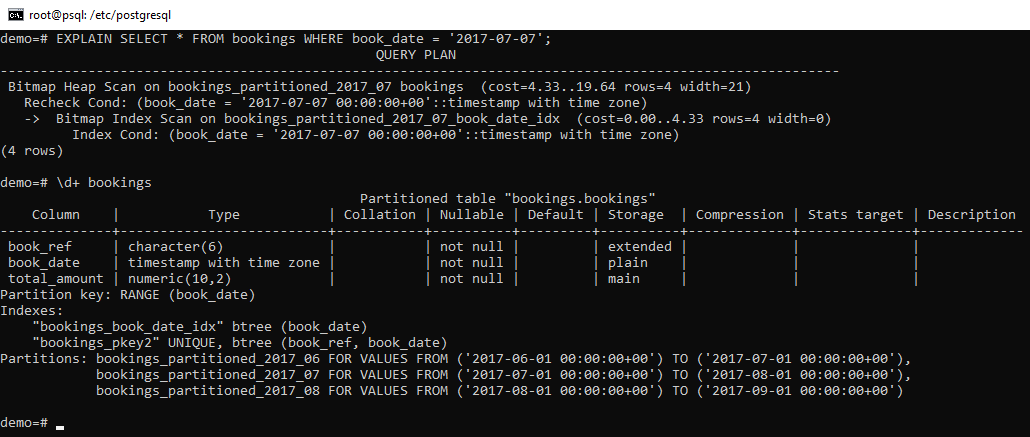 root@psql: /etc/postgresql
demo=# EXPLAIN SELECT * FROM bookings WHERE book_date = '2017-07-07';
                                               QUERY PLAN
---------------------------------------------------------------------------------------------------------
 Bitmap Heap Scan on bookings_partitioned_2017_07 bookings  (cost=4.33..19.64 rows=4 width=21)
   Recheck Cond: (book_date = '2017-07-07 00:00:00+00'::timestamp with time zone)
   ->  Bitmap Index Scan on bookings_partitioned_2017_07_book_date_idx  (cost=0.00..4.33 rows=4 width=0)
         Index Cond: (book_date = '2017-07-07 00:00:00+00'::timestamp with time zone)
(4 rows)
demo=# \d+ bookings
                                             Partitioned table "bookings.bookings"
    Column    |           Type           | Collation | Nullable | Default | Storage  | Compression | Stats target | Description
--------------+--------------------------+-----------+----------+---------+----------+-------------+--------------+-------------
 book_ref     | character(6)             |           | not null |         | extended |             |              |
 book_date    | timestamp with time zone |           | not null |         | plain    |             |              |
 total_amount | numeric(10,2)            |           | not null |         | main     |             |              |
Partition key: RANGE (book_date)
Indexes:
    "bookings_book_date_idx" btree (book_date)
    "bookings_pkey2" UNIQUE, btree (book_ref, book_date)
Partitions: bookings_partitioned_2017_06 FOR VALUES FROM ('2017-06-01 00:00:00+00') TO ('2017-07-01 00:00:00+00'),
            bookings_partitioned_2017_07 FOR VALUES FROM ('2017-07-01 00:00:00+00') TO ('2017-08-01 00:00:00+00'),
            bookings_partitioned_2017_08 FOR VALUES FROM ('2017-08-01 00:00:00+00') TO ('2017-09-01 00:00:00+00')
demo=#